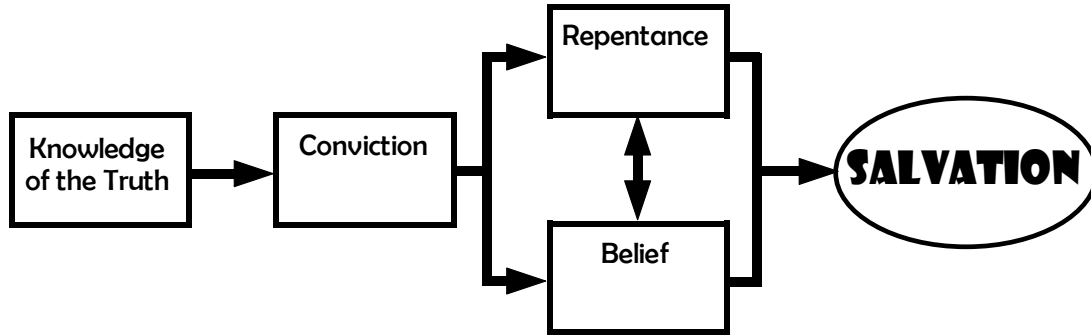 Knowledge
of the Truth
Conviction
Repentance
Belief
SALVATION